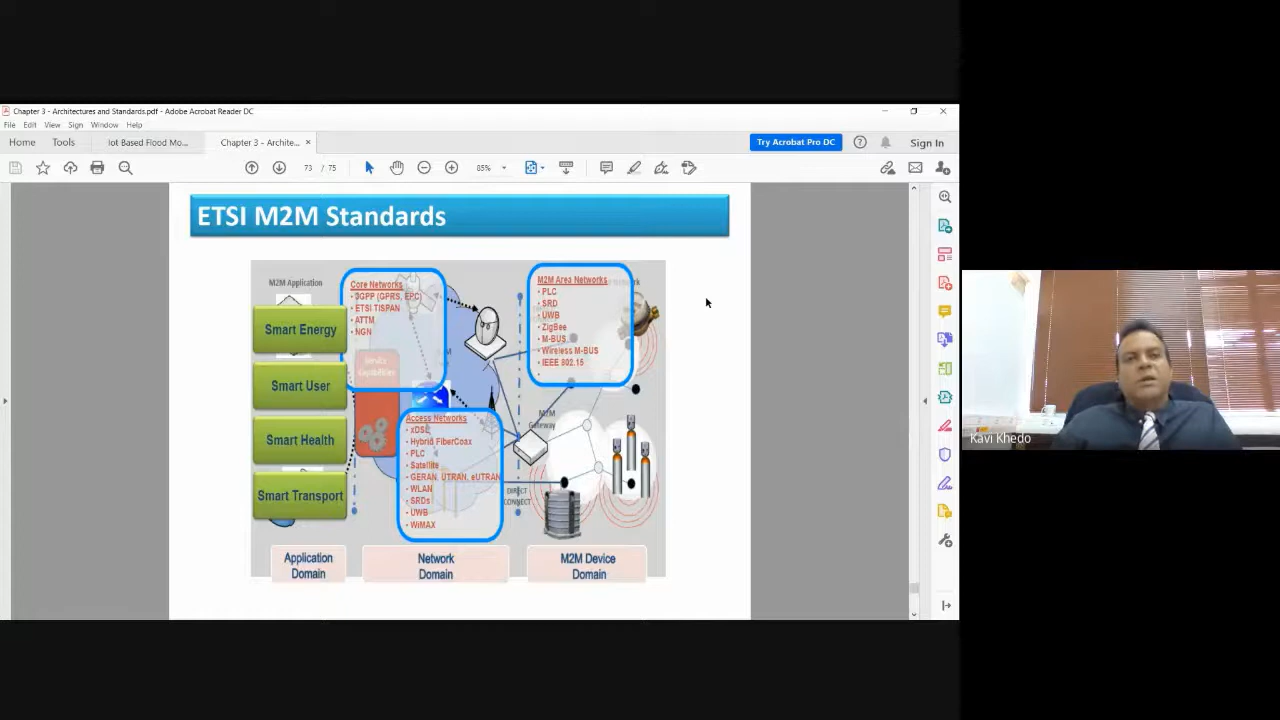 Chapter 3 - Architectures and Standards.pdf - Adobe Acrobat Reader DC
File Edit View Sign Window Help
Home Tools Iot Based Flood Mo... Chapter 3 - Archite... × Try Acrobat Pro DC Sign In
73 / 75 85%
ETSI M2M Standards
M2M Application
Smart Energy
Smart User
Smart Health
Smart Transport
Core Networks
• 3GPP (GPRS, EPC)
• ETSI TISPAN
• ATTM
• NGN
Service
Capabilities
Access Networks
• xDSL
• Hybrid FiberCoax
• PLC
• Satellite
• GERAN, UTRAN, eUTRAN
• WLAN
• SRDs
• UWB
• WiMAX
M2M Area Networks
• PLC
• SRD
• UWB
• ZigBee
• M-BUS
• Wireless M-BUS
• IEEE 802.15
•
M2M
Gateway
DIRECT
CONNECT
Application
Domain
Network
Domain
M2M Device
Domain
Kavi Khedo